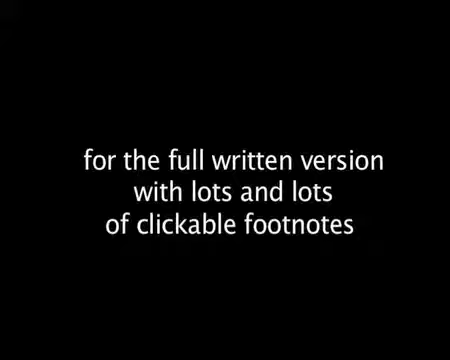 for the full written version
with lots and lots
of clickable footnotes